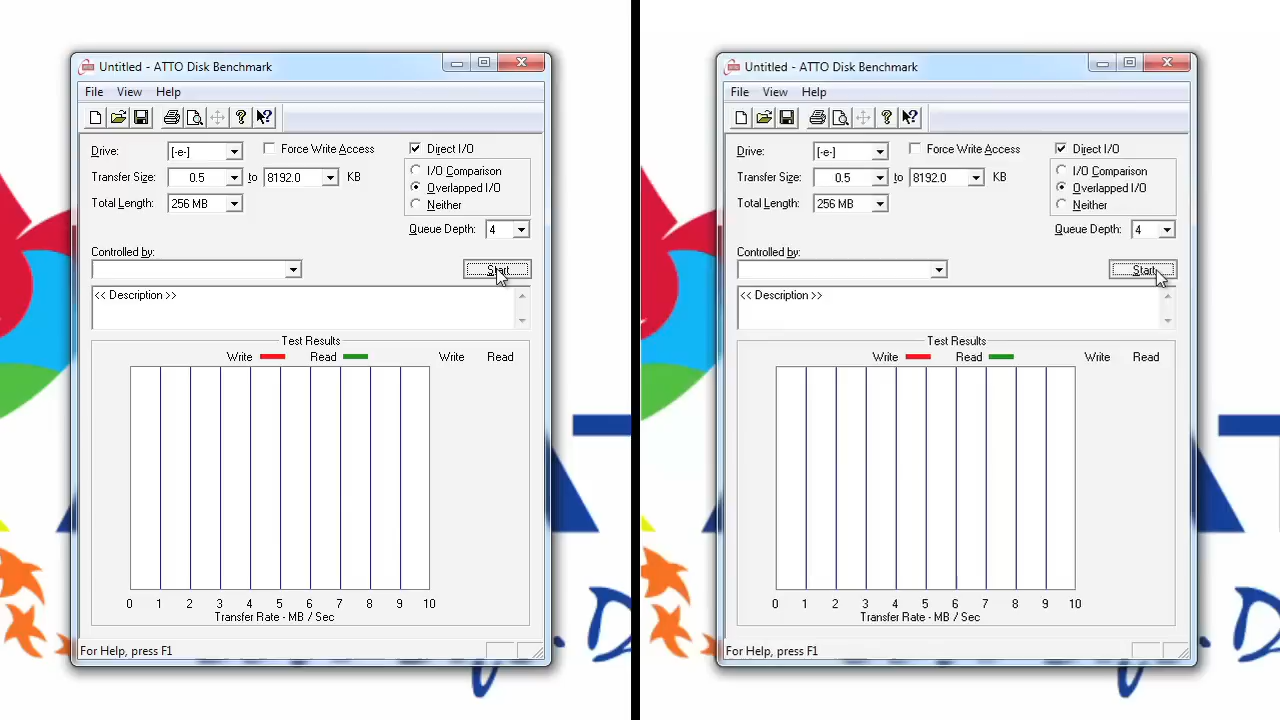 Untitled - ATTO Disk Benchmark
File View Help
Drive: [-e-] Force Write Access Direct I/O
Transfer Size: 0.5 to 8192.0 KB I/O Comparison
Overlapped I/O
Total Length: 256 MB Neither
Queue Depth: 4
Controlled by:
Start
<< Description >>
Test Results
Write Read Write Read
0 1 2 3 4 5 6 7 8 9 10
Transfer Rate - MB / Sec
For Help, press F1
Untitled - ATTO Disk Benchmark
File View Help
Drive: [-e-] Force Write Access Direct I/O
Transfer Size: 0.5 to 8192.0 KB I/O Comparison
Overlapped I/O
Total Length: 256 MB Neither
Queue Depth: 4
Controlled by:
Start
<< Description >>
Test Results
Write Read Write Read
0 1 2 3 4 5 6 7 8 9 10
Transfer Rate - MB / Sec
For Help, press F1